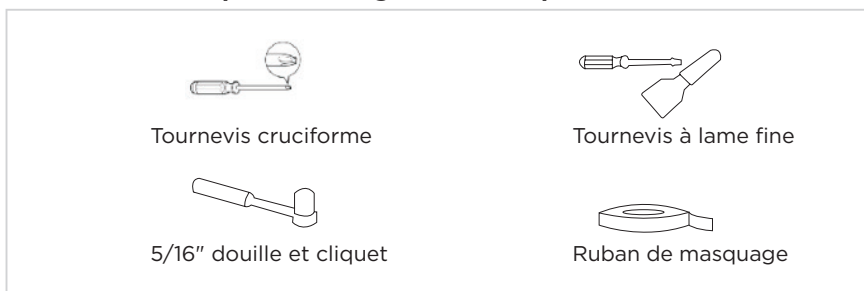 Tournevis cruciforme
Tournevis à lame fine
5/16" douille et cliquet
Ruban de masquage